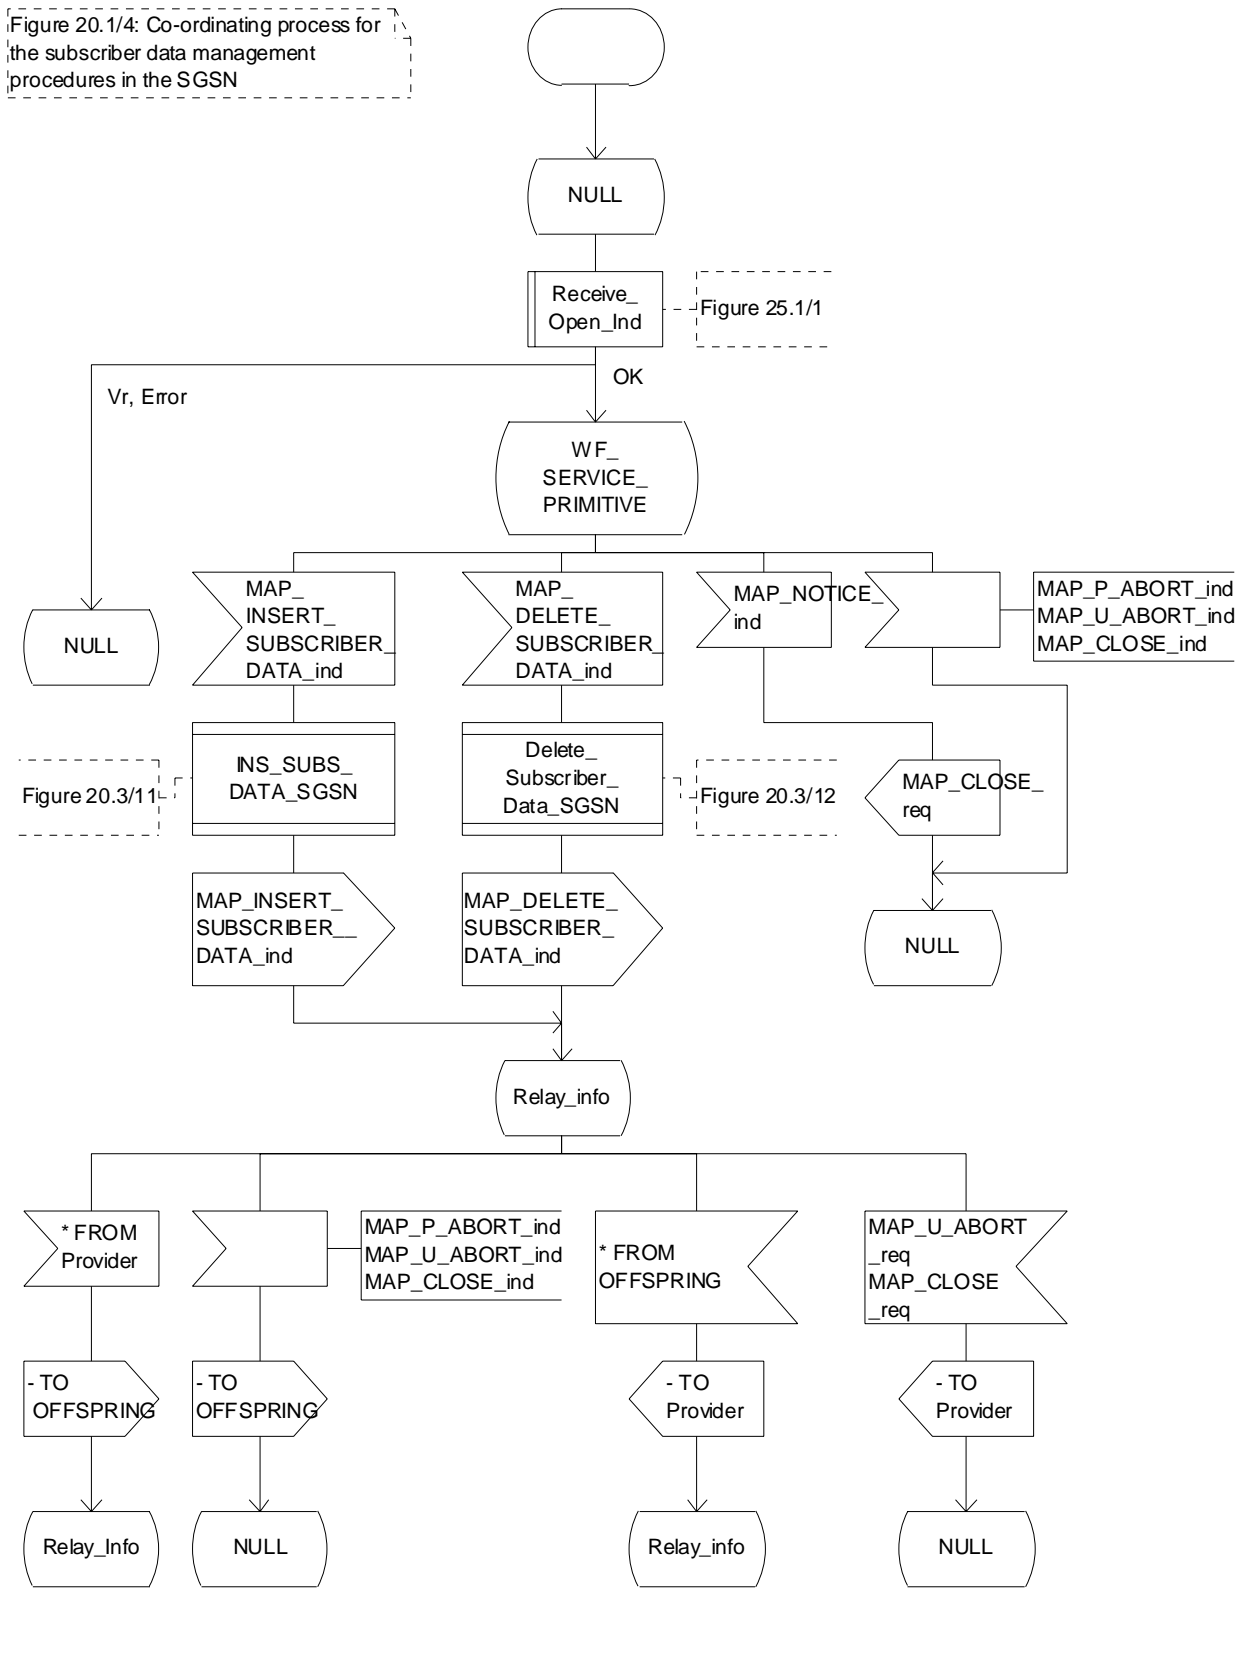 Figure 20.1/4: Co-ordinating process for
the subscriber data management
procedures in the SGSN
NULL
Receive_
Open_Ind
Figure 25.1/1
Vr, Error
OK
WF_
SERVICE_
PRIMITIVE
NULL
MAP_
INSERT_
SUBSCRIBER_
DATA_ind
MAP_
DELETE_
SUBSCRIBER_
DATA_ind
MAP_NOTICE_
ind
MAP_P_ABORT_ind
MAP_U_ABORT_ind
MAP_CLOSE_ind
Figure 20.3/11
INS_SUBS_
DATA_SGSN
Delete_
Subscriber_
Data_SGSN
Figure 20.3/12
MAP_CLOSE_
req
MAP_INSERT_
SUBSCRIBER__
DATA_ind
MAP_DELETE_
SUBSCRIBER_
DATA_ind
NULL
Relay_info
* FROM
Provider
MAP_P_ABORT_ind
MAP_U_ABORT_ind
MAP_CLOSE_ind
* FROM
OFFSPRING
MAP_U_ABORT
_req
MAP_CLOSE
_req
- TO
OFFSPRING
- TO
OFFSPRING
- TO
Provider
- TO
Provider
Relay_Info
NULL
Relay_info
NULL